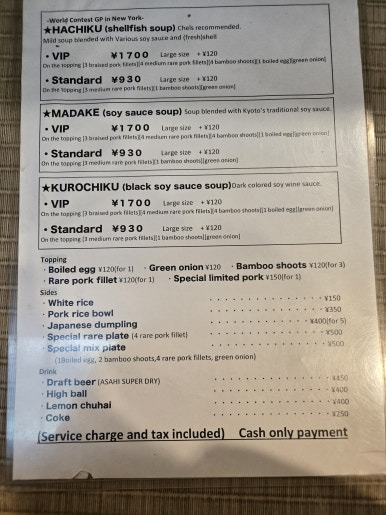 -World Contest GP in New York-
★HACHIKU (shellfish soup) Chefs recommended.
Mild soup blended with Various soy sauce and (fresh)shell
・VIP ¥1700 Large size +¥120
On the topping [3 braised pork fillets][4 medium rare pork fillets][4 bamboo shoots][1 boiled egg][green onion]
・Standard ¥930 Large size +¥120
On the topping [3 medium rare pork fillets][1 bamboo shoots][green onion]
★MADAKE (soy sauce soup) Soup blended with Kyoto's traditional soy sauce.
・VIP ¥1700 Large size +¥120
On the topping [3 braised pork fillets][4 medium rare pork fillets][4 bamboo shoots][1 boiled egg][green onion]
・Standard ¥930 Large size +¥120
On the topping [3 medium rare pork fillets][1 bamboo shoots][green onion]
★KUROCHIKU (black soy sauce soup)Dark colored soy wine sauce.
・VIP ¥1700 Large size +¥120
On the topping [3 braised pork fillets][4 medium rare pork fillets][4 bamboo shoots][1 boiled egg][green onion]
・Standard ¥930 Large size +¥120
On the topping [3 medium rare pork fillets][1 bamboo shoots][green onion]
Topping
・Boiled egg ¥120(for 1) ・Green onion ¥120 ・Bamboo shoots ¥120(for 3)
・Rare pork fillet ¥120(for 1) ・Special limited pork ¥150(for 1)
Sides
・White rice ・・・・・・・・・・・・¥150
・Pork rice bowl ・・・・・・・・・・・・¥350
・Japanese dumpling ・・・・・・・・・・¥400(for 5)
・Special rare plate (4 rare pork fillet) ・・・・・・・・・・・・¥500
・Special mix plate ・・・・・・・・・・・・¥500
(1Boiled egg, 2 bamboo shoots,4 rare pork fillets, green onion)
Drink
・Draft beer (ASAHI SUPER DRY) ・・・・・・・・・・・・¥450
・High ball ・・・・・・・・・・・・¥400
・Lemon chuhai ・・・・・・・・・・・・¥400
・Coke ・・・・・・・・・・・・¥250
(Service charge and tax included) Cash only payment